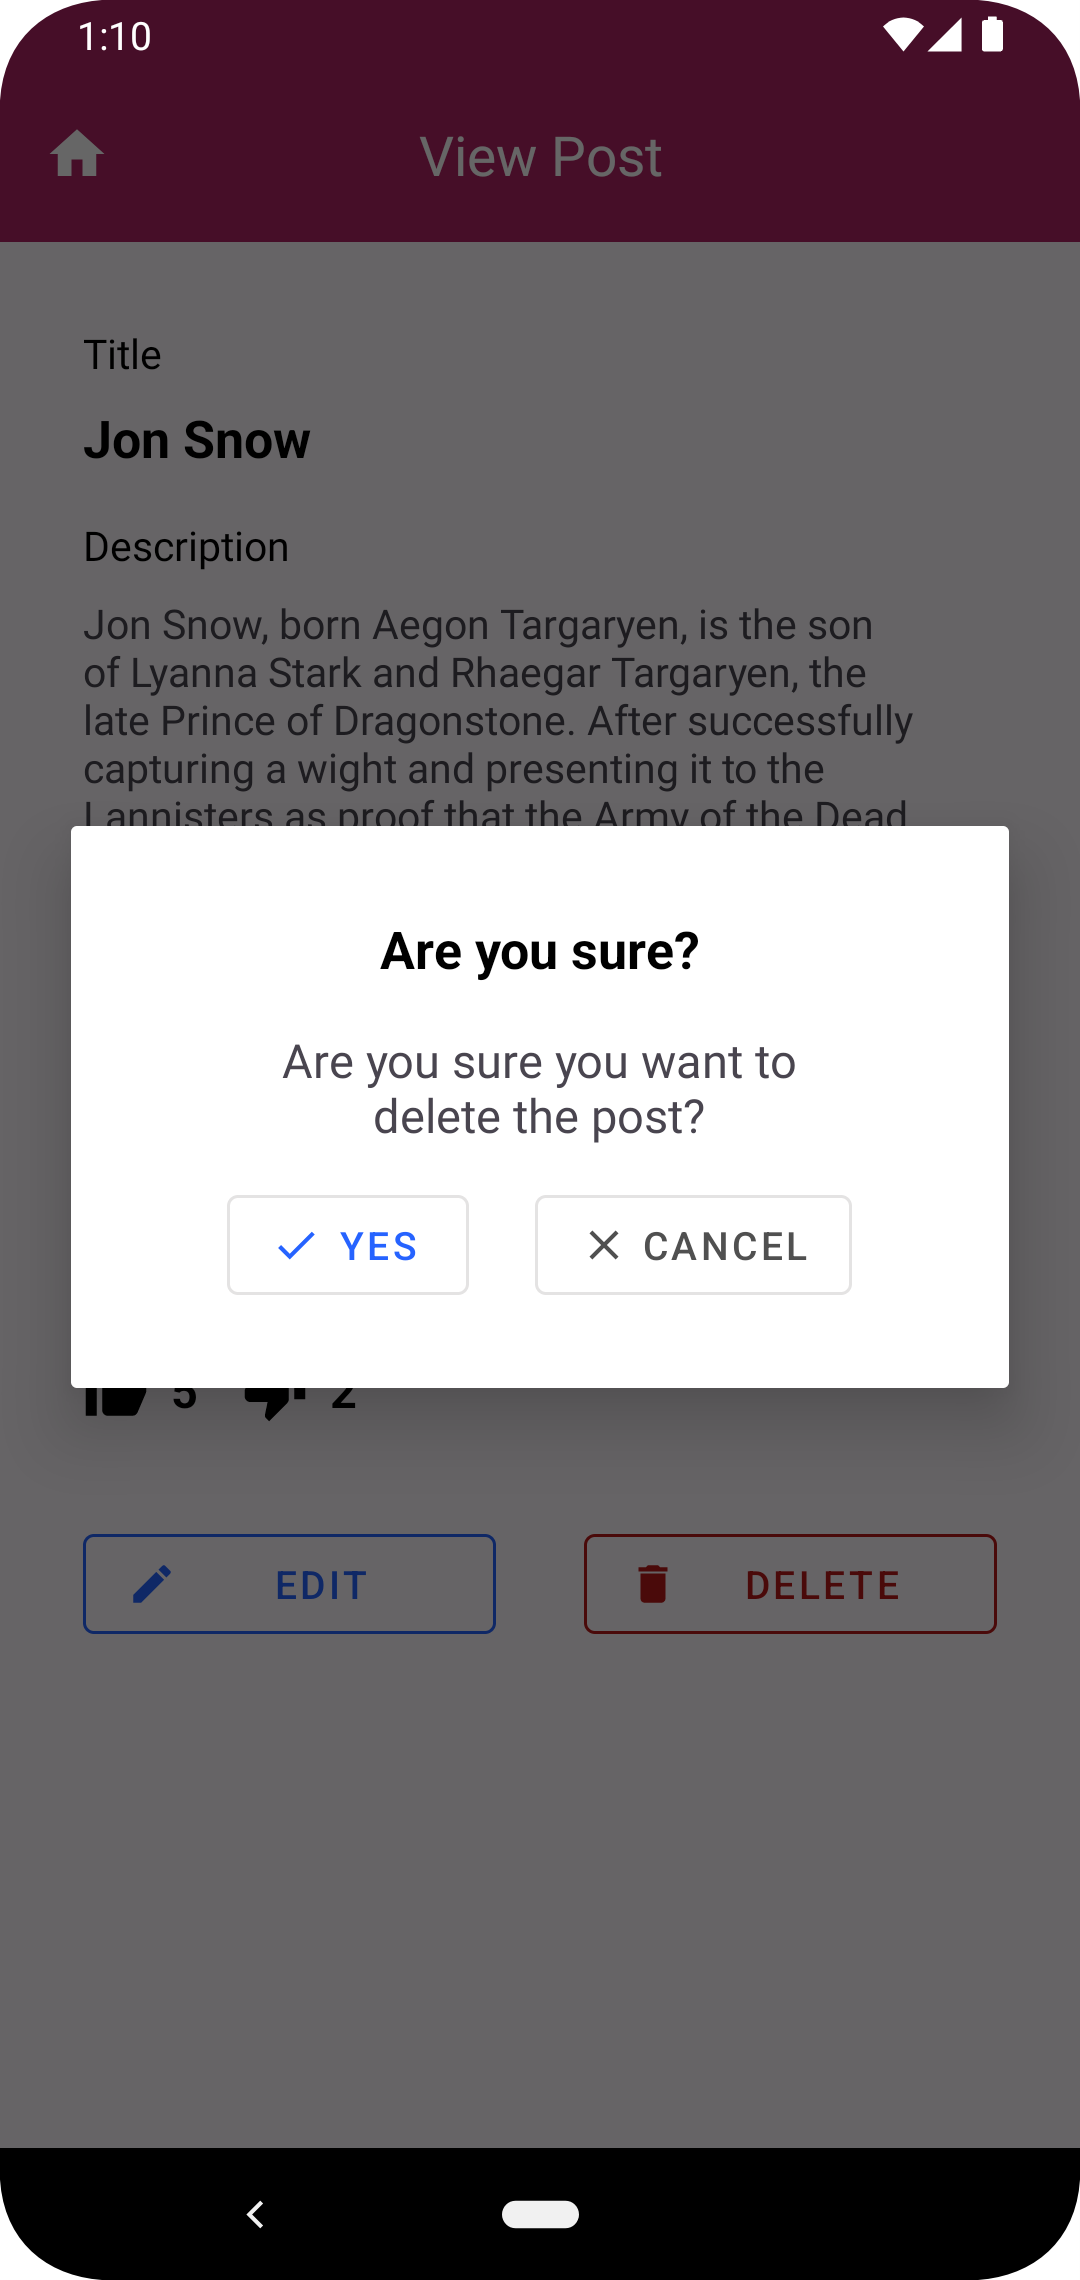 1:10
View Post
Title
Jon Snow
Description
Jon Snow, born Aegon Targaryen, is the son
of Lyanna Stark and Rhaegar Targaryen, the
late Prince of Dragonstone. After successfully
capturing a wight and presenting it to the
Lannisters as proof that the Army of the Dead
Are you sure?
Are you sure you want to
delete the post?
YES CANCEL
5 2
EDIT DELETE